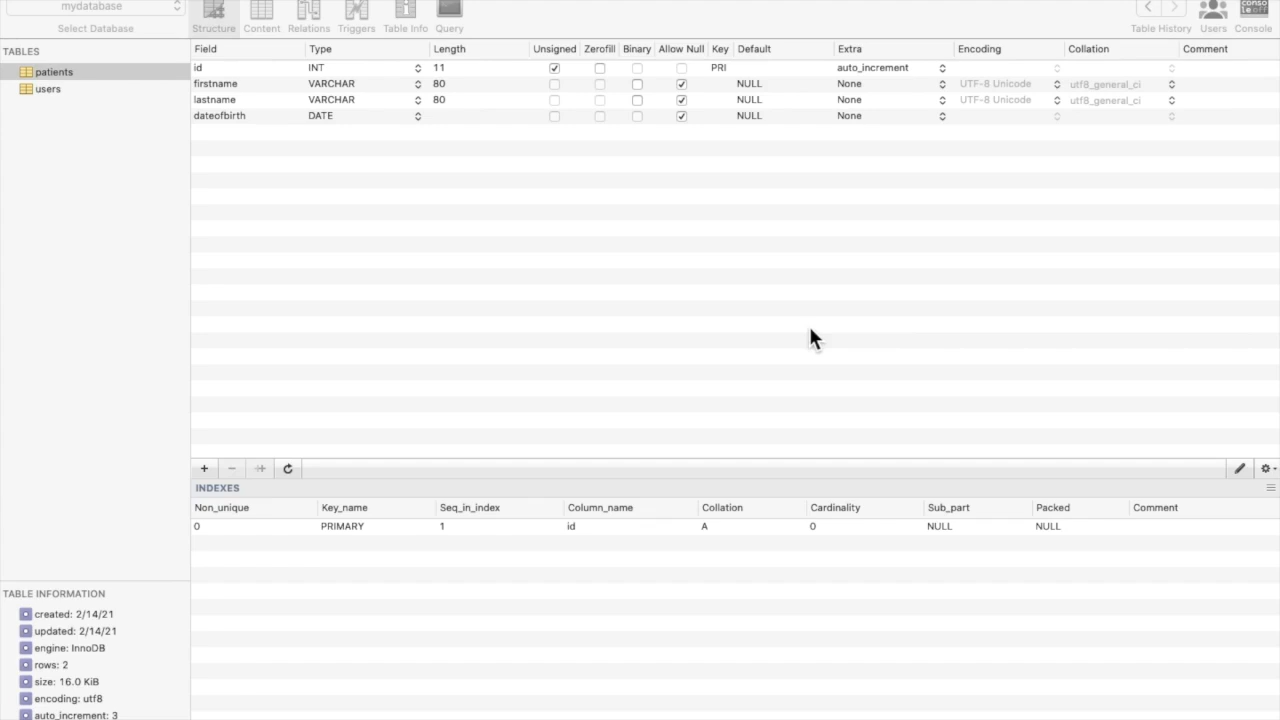 mydatabase
Select Database
Structure Content Relations Triggers Table Info Query
Table History Users Console
conso
le off
TABLES
patients
users
Field Type Length Unsigned Zerofill Binary Allow Null Key Default Extra Encoding Collation Comment
id INT 11 PRI auto_increment
firstname VARCHAR 80 NULL None UTF-8 Unicode utf8_general_ci
lastname VARCHAR 80 NULL None UTF-8 Unicode utf8_general_ci
dateofbirth DATE NULL None
INDEXES
Non_unique Key_name Seq_in_index Column_name Collation Cardinality Sub_part Packed Comment
0 PRIMARY 1 id A 0 NULL NULL
TABLE INFORMATION
created: 2/14/21
updated: 2/14/21
engine: InnoDB
rows: 2
size: 16.0 KiB
encoding: utf8
auto_increment: 3